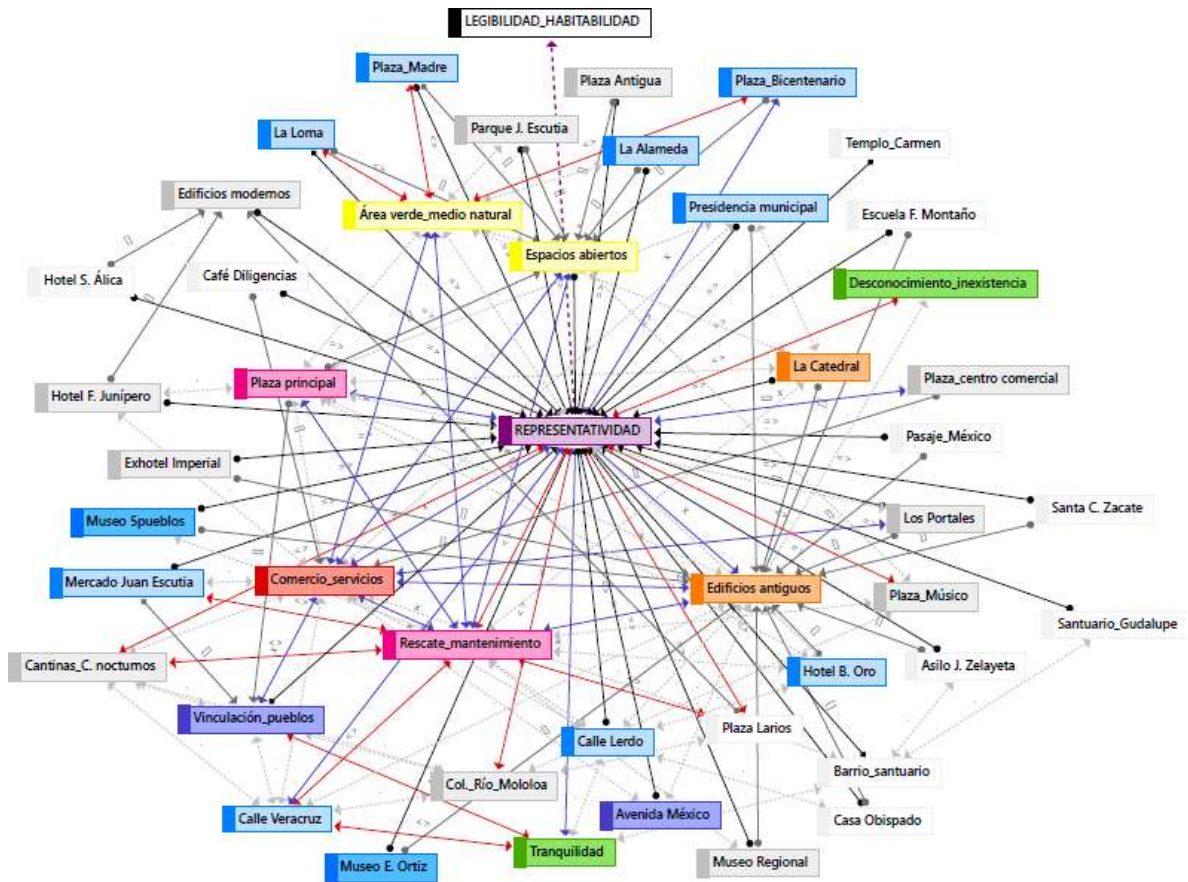 LEGIBILIDAD_HABITABILIDAD
Plaza_Madre
Plaza Antigua
Plaza_Bicentenario
La Loma
Parque J. Escutia
La Alameda
Templo_Carmen
Edificios modernos
Área verde_medio natural
Presidencia municipal
Escuela F. Montaño
Espacios abiertos
Hotel S. Álica
Café Diligencias
Desconocimiento_inexistencia
La Catedral
Plaza_centro comercial
Plaza principal
Hotel F. Junípero
REPRESENTATIVIDAD
Pasaje_México
Exhotel Imperial
Santa C. Zacate
Museo 5pueblos
Los Portales
Mercado Juan Escutia
Comercio_servicios
Edificios antiguos
Plaza_Músico
Santuario_Gudalupe
Rescate_mantenimiento
Cantinas_C. nocturnos
Hotel B. Oro
Asilo J. Zelayeta
Vinculación_pueblos
Plaza Larios
Calle Lerdo
Barrio_santuario
Col._Río_Mololoa
Calle Veracruz
Avenida México
Casa Obispado
Tranquilidad
Museo E. Ortiz
Museo Regional